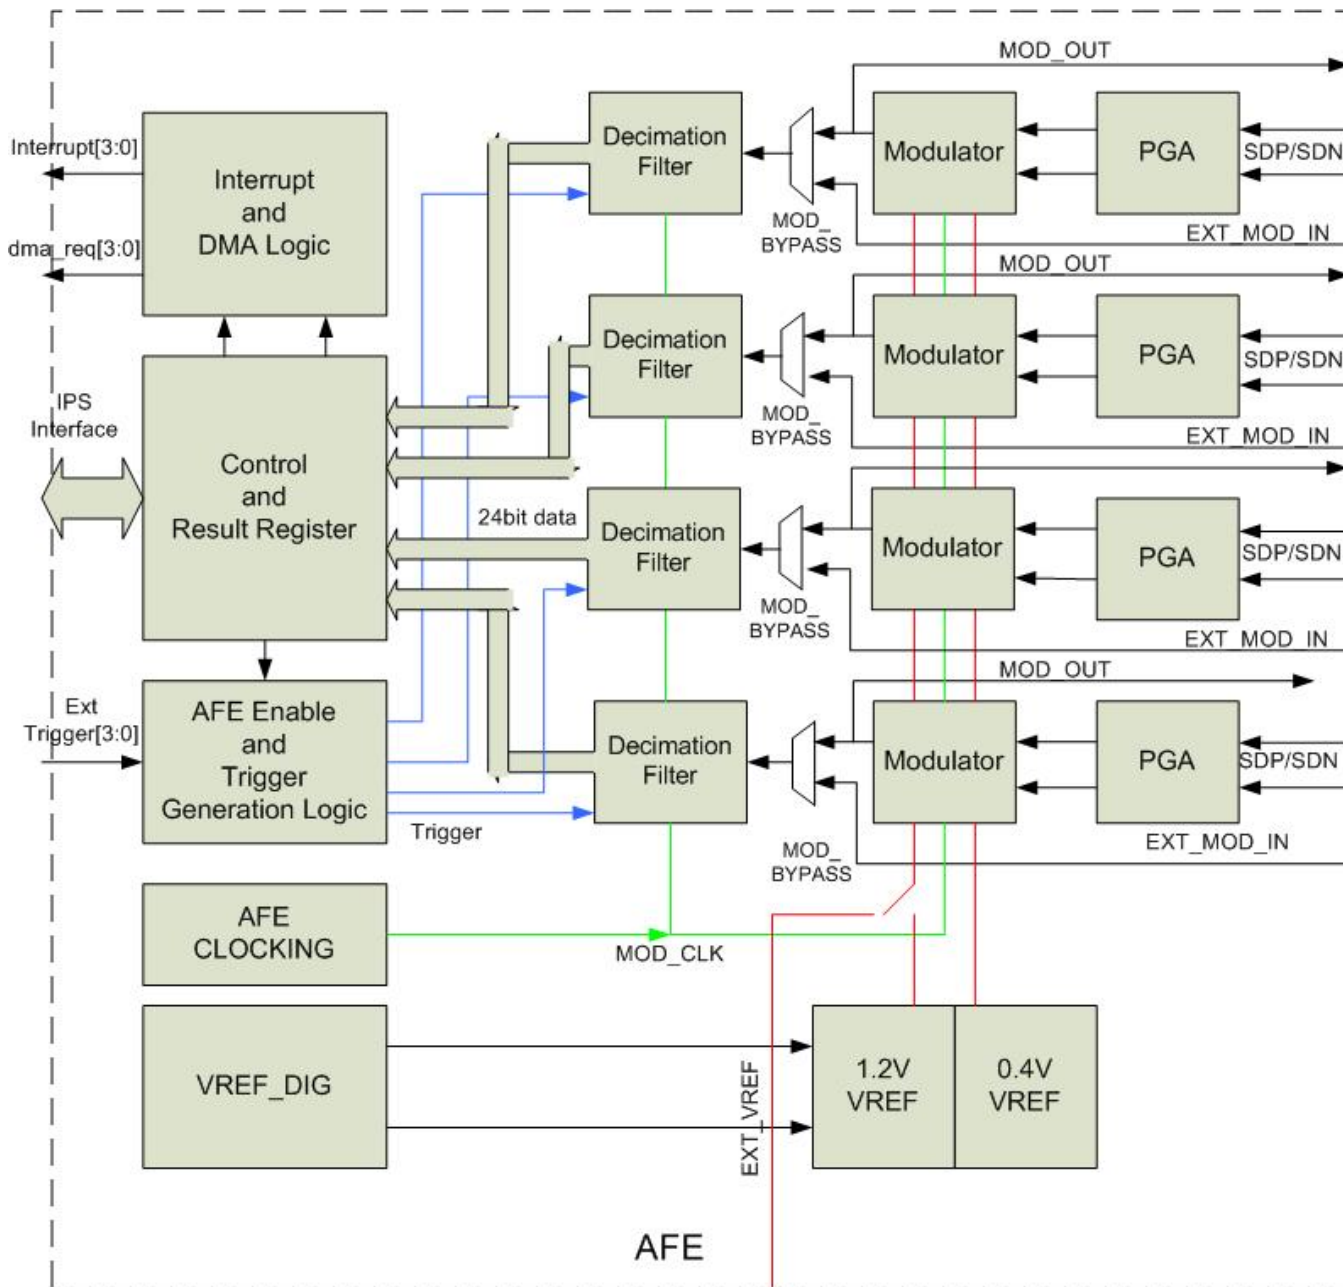 MOD_OUT
Interrupt[3:0]
Interrupt
and
DMA Logic
Decimation
Filter
Modulator
PGA
SDP/SDN
MOD_
BYPASS
EXT_MOD_IN
dma_req[3:0]
MOD_OUT
Decimation
Filter
Modulator
PGA
SDP/SDN
MOD_
BYPASS
EXT_MOD_IN
IPS
Interface
Control
and
Result Register
24bit data
Decimation
Filter
Modulator
PGA
SDP/SDN
MOD_
BYPASS
EXT_MOD_IN
MOD_OUT
Ext
Trigger[3:0]
AFE Enable
and
Trigger
Generation Logic
Trigger
Decimation
Filter
Modulator
PGA
SDP/SDN
MOD_
BYPASS
EXT_MOD_IN
AFE
CLOCKING
MOD_CLK
VREF_DIG
EXT_VREF
1.2V
VREF
0.4V
VREF
AFE